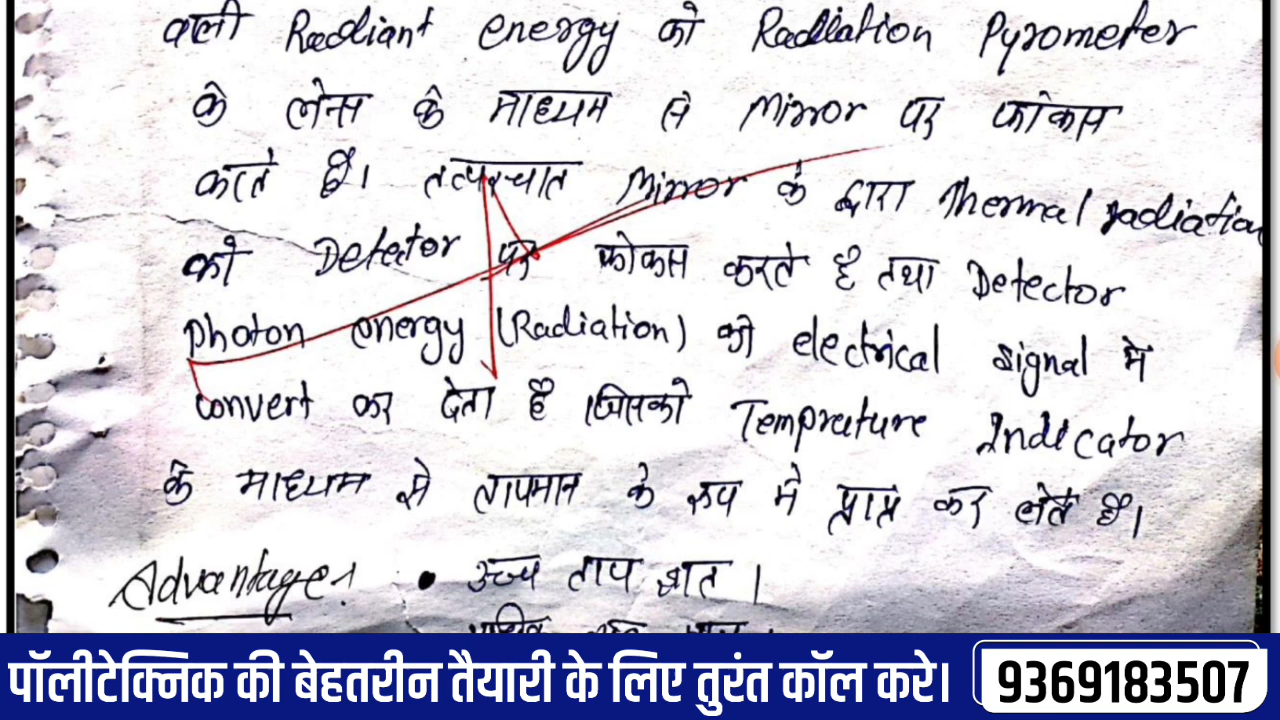 वाली Radiant energy को Radiation Pyrometer
के लेन्स के माध्यम से Mirror पर फोकस
करते है। तत्पश्चात Mirror के द्वारा Thermal radiation
को Detector पर फोकस करते है तथा Detector
Photon energy (Radiation) को electrical signal मे
convert कर देता है।जिसको Temprature Indicator
के माध्यम से तापमान के रूप मे प्राप्त कर लेते है।
Advantage:- • उच्च ताप ज्ञात।
पॉलीटेक्निक की बेहतरीन तैयारी के लिए तुरंत कॉल करे। 9369183507